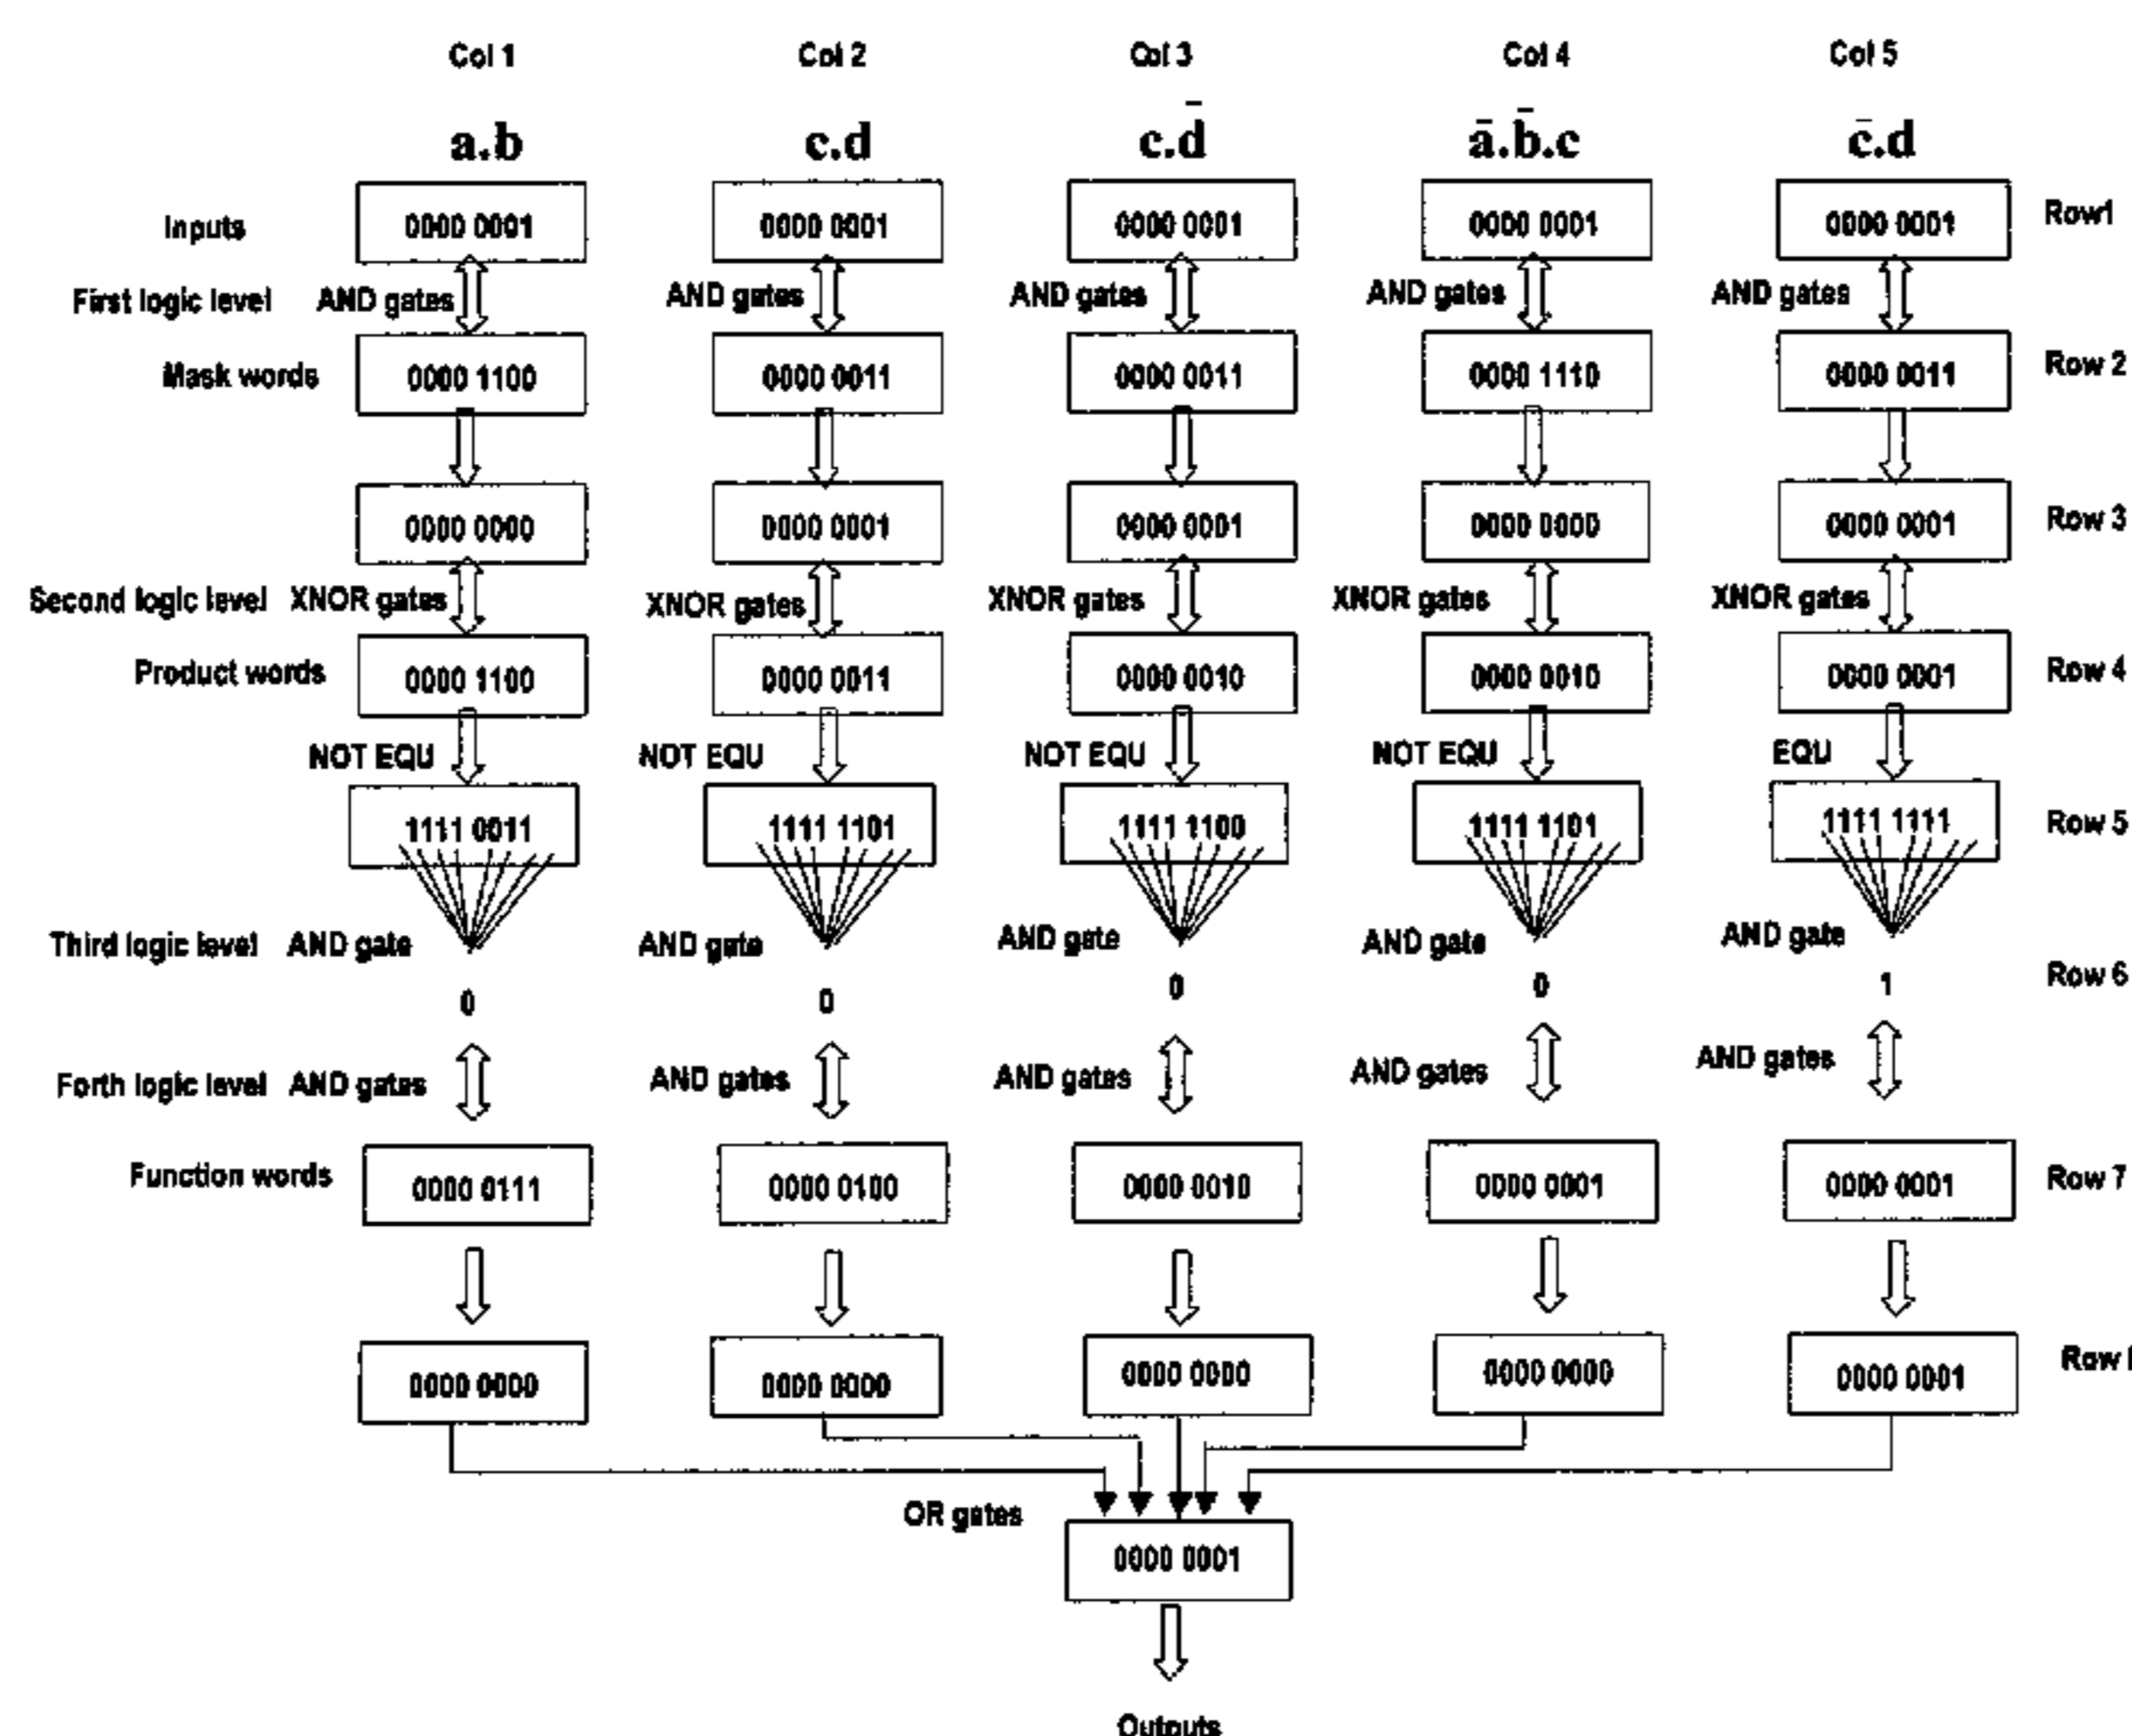 Col 1 Col 2 Col 3 Col 4 Col 5
a.b c.d c.d̄ ā.b̄.c c̄.d
Inputs 0000 0001 0000 0001 0000 0001 0000 0001 0000 0001 Row1
First logic level AND gates AND gates AND gates AND gates AND gates
Mask words 0000 1100 0000 0011 0000 0011 0000 1110 0000 0011 Row 2
0000 0000 0000 0001 0000 0001 0000 0000 0000 0001 Row 3
Second logic level XNOR gates XNOR gates XNOR gates XNOR gates XNOR gates
Product words 0000 1100 0000 0011 0000 0010 0000 0010 0000 0001 Row 4
NOT EQU NOT EQU NOT EQU NOT EQU EQU
1111 0011 1111 1101 1111 1100 1111 1101 1111 1111 Row 5
Third logic level AND gate AND gate AND gate AND gate AND gate
0 0 0 0 1 Row 6
Forth logic level AND gates AND gates AND gates AND gates AND gates
Function words 0000 0111 0000 0100 0000 0010 0000 0001 0000 0001 Row 7
0000 0000 0000 0000 0000 0000 0000 0000 0000 0001 Row
OR gates
0000 0001
Outputs